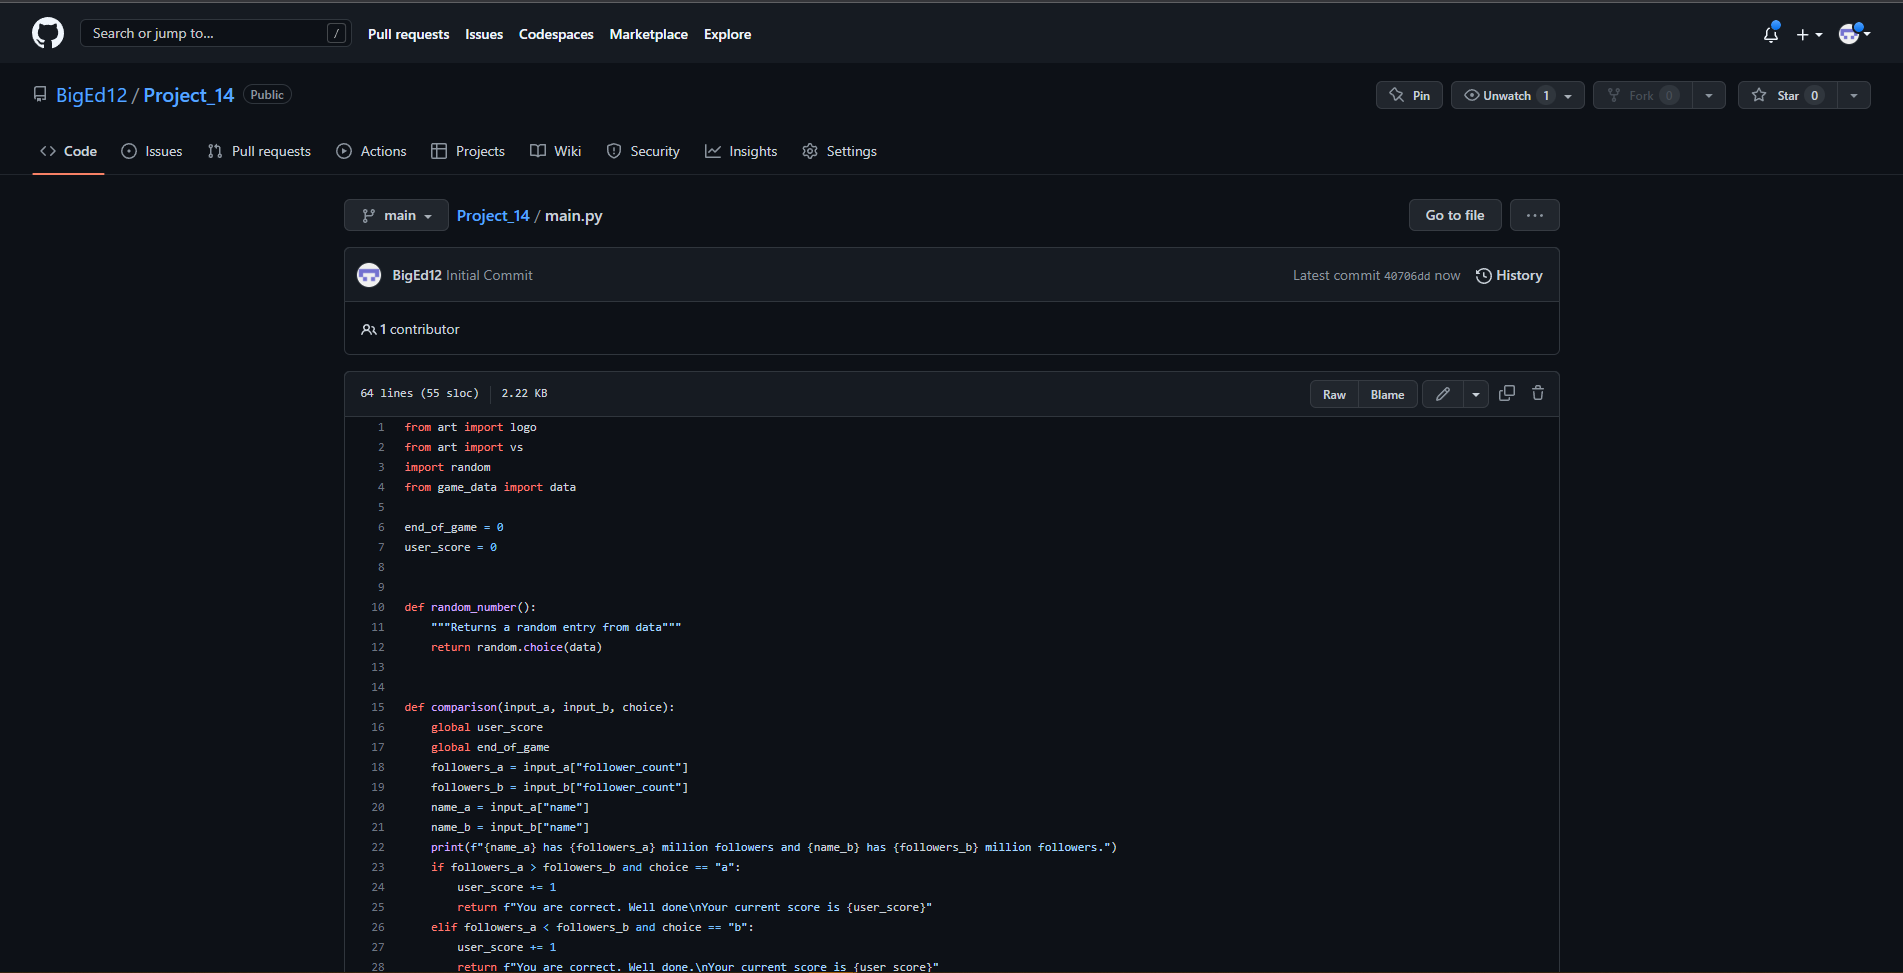 Search or jump to... /
Pull requests Issues Codespaces Marketplace Explore
BigEd12 / Project_14 Public
Pin Unwatch 1 Fork 0 Star 0
Code Issues Pull requests Actions Projects Wiki Security Insights Settings
main Project_14 / main.py Go to file ...
BigEd12 Initial Commit Latest commit 40706dd now History
1 contributor
64 lines (55 sloc) 2.22 KB Raw Blame
1 from art import logo
2 from art import vs
3 import random
4 from game_data import data
5
6 end_of_game = 0
7 user_score = 0
8
9
10 def random_number():
11     """Returns a random entry from data"""
12     return random.choice(data)
13
14
15 def comparison(input_a, input_b, choice):
16     global user_score
17     global end_of_game
18     followers_a = input_a["follower_count"]
19     followers_b = input_b["follower_count"]
20     name_a = input_a["name"]
21     name_b = input_b["name"]
22     print(f"{name_a} has {followers_a} million followers and {name_b} has {followers_b} million followers.")
23     if followers_a > followers_b and choice == "a":
24         user_score += 1
25         return f"You are correct. Well done\nYour current score is {user_score}"
26     elif followers_a < followers_b and choice == "b":
27         user_score += 1
28         return f"You are correct. Well done.\nYour current score is {user_score}"